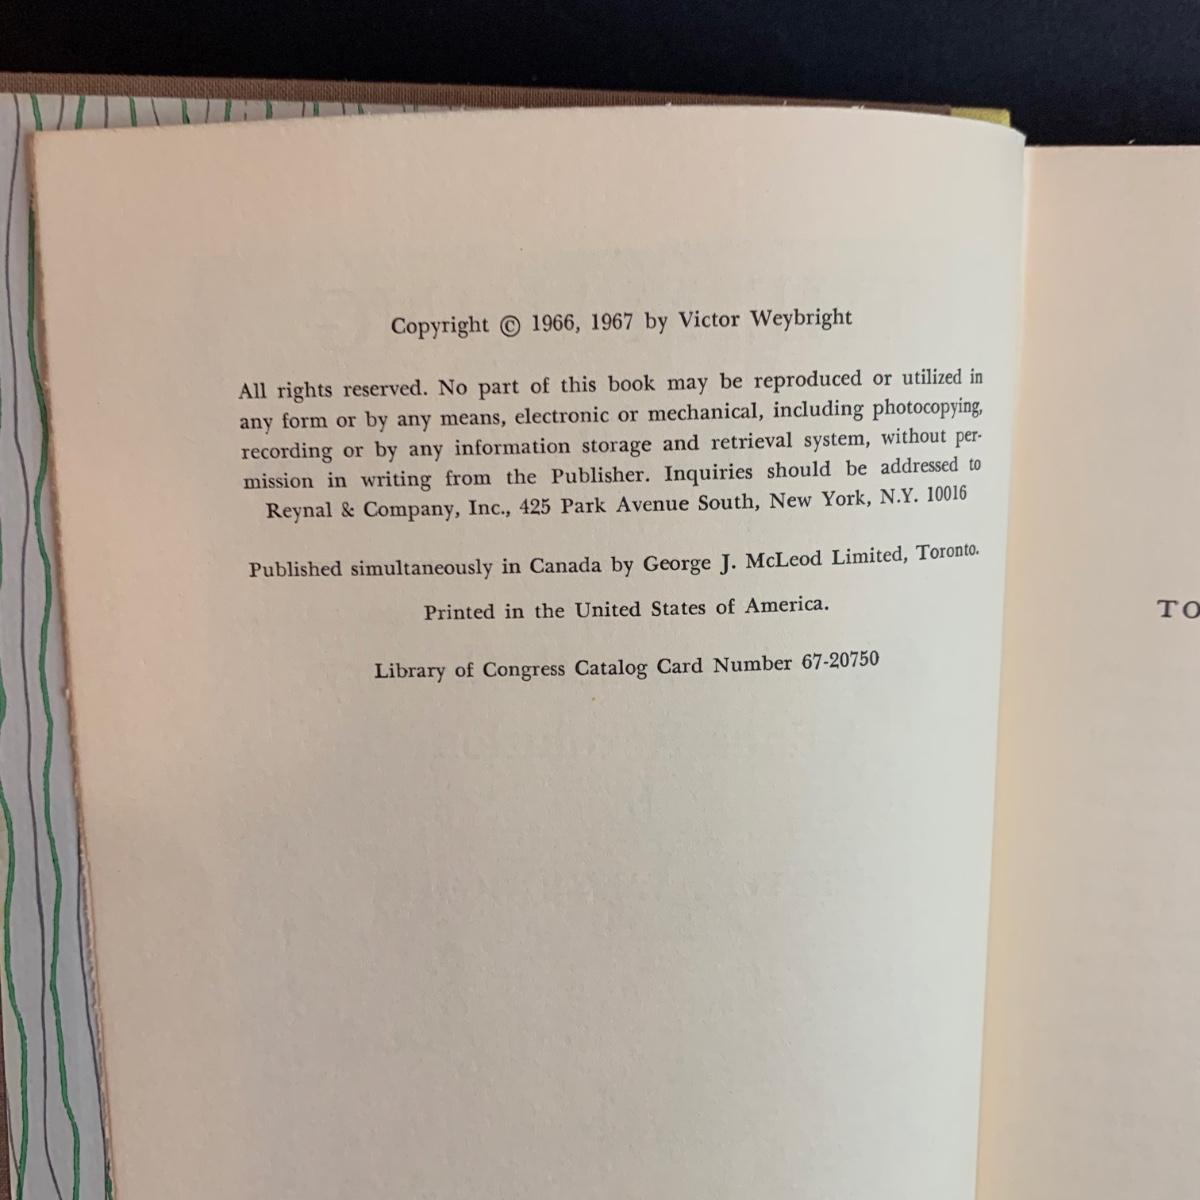 Copyright © 1966, 1967 by Victor Weybright
All rights reserved. No part of this book may be reproduced or utilized in
any form or by any means, electronic or mechanical, including photocopying,
recording or by any information storage and retrieval system, without per-
mission in writing from the Publisher. Inquiries should be addressed to
Reynal & Company, Inc., 425 Park Avenue South, New York, N.Y. 10016
Published simultaneously in Canada by George J. McLeod Limited, Toronto.
Printed in the United States of America.
Library of Congress Catalog Card Number 67-20750
TO